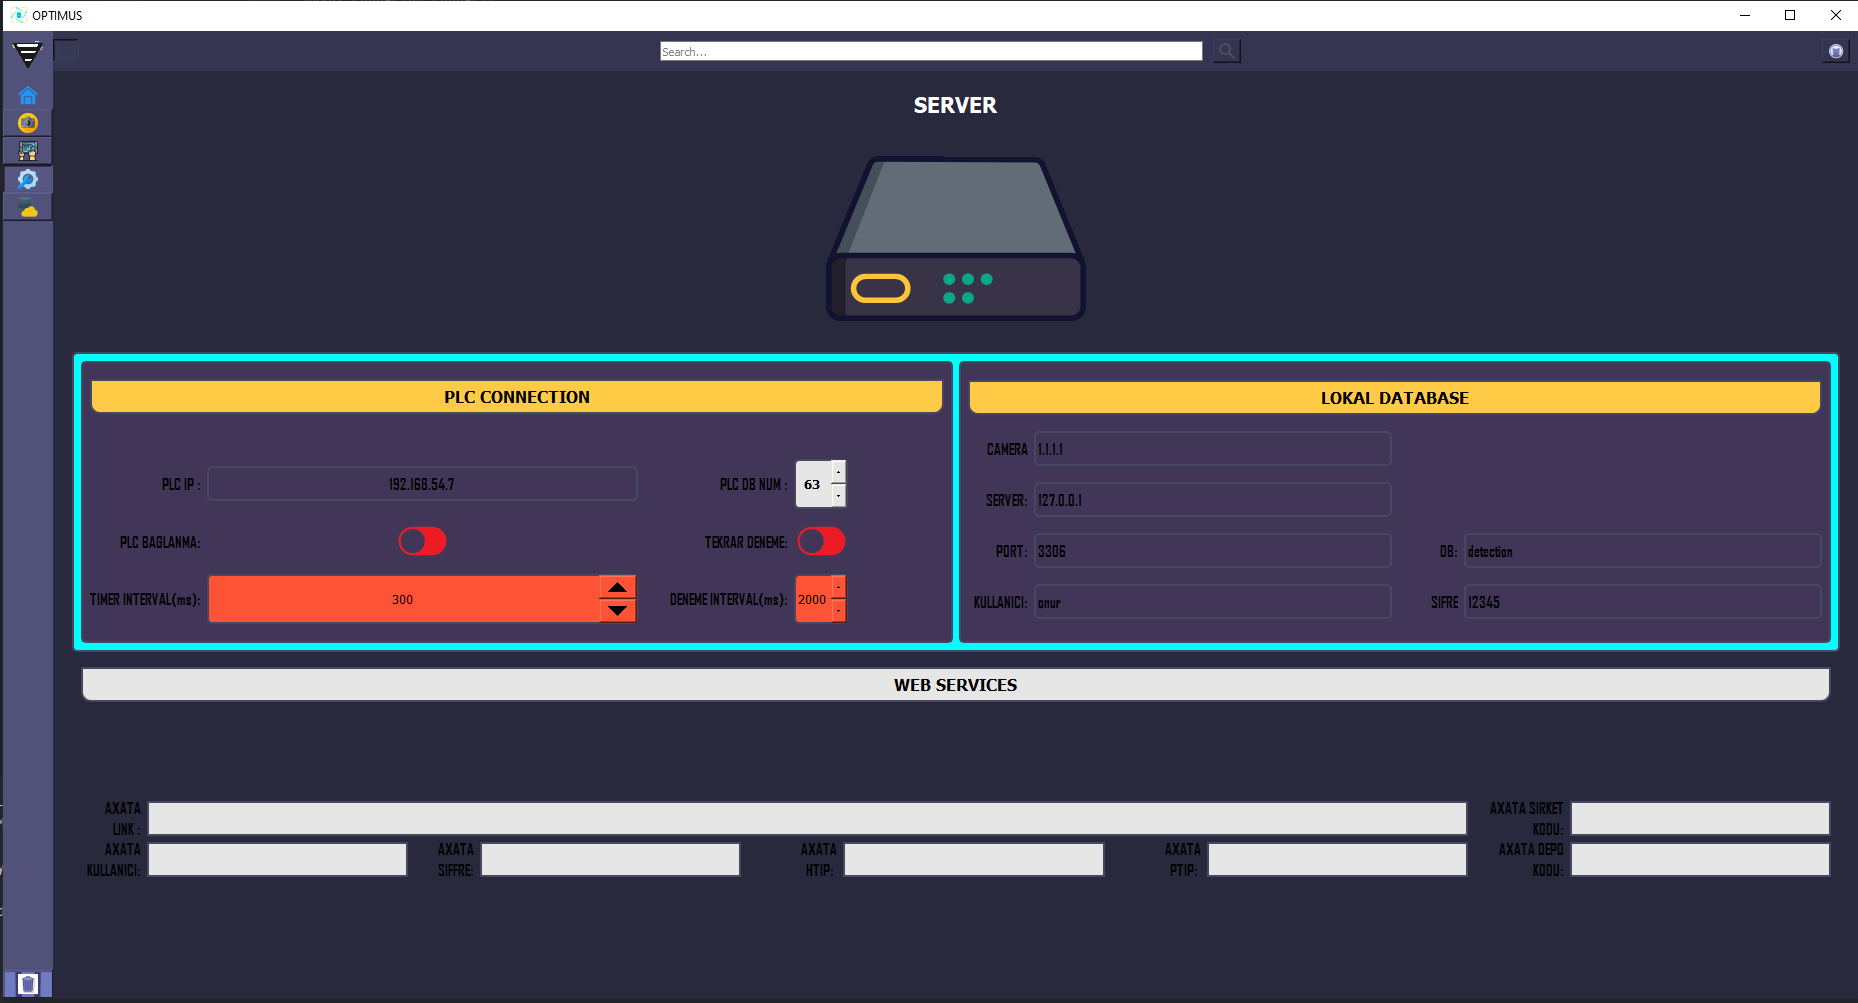 OPTIMUS
Search...
SERVER
PLC CONNECTION
PLC IP :
192.168.54.7
PLC DB NUM :
63
PLC BAGLANMA:
TEKRAR DENEME:
TIMER INTERVAL(ms):
300
DENEME INTERVAL(ms):
2000
LOKAL DATABASE
CAMERA
1.1.1.1
SERVER:
127.0.0.1
PORT:
3306
DB:
detection
KULLANICI:
onur
SIFRE
12345
WEB SERVICES
AXATA
LINK :
AXATA SIRKET
KODU:
AXATA
KULLANICI:
AXATA
SIFFRE:
AXATA
HTIP:
AXATA
PTIP:
AXATA DEPO
KODU: